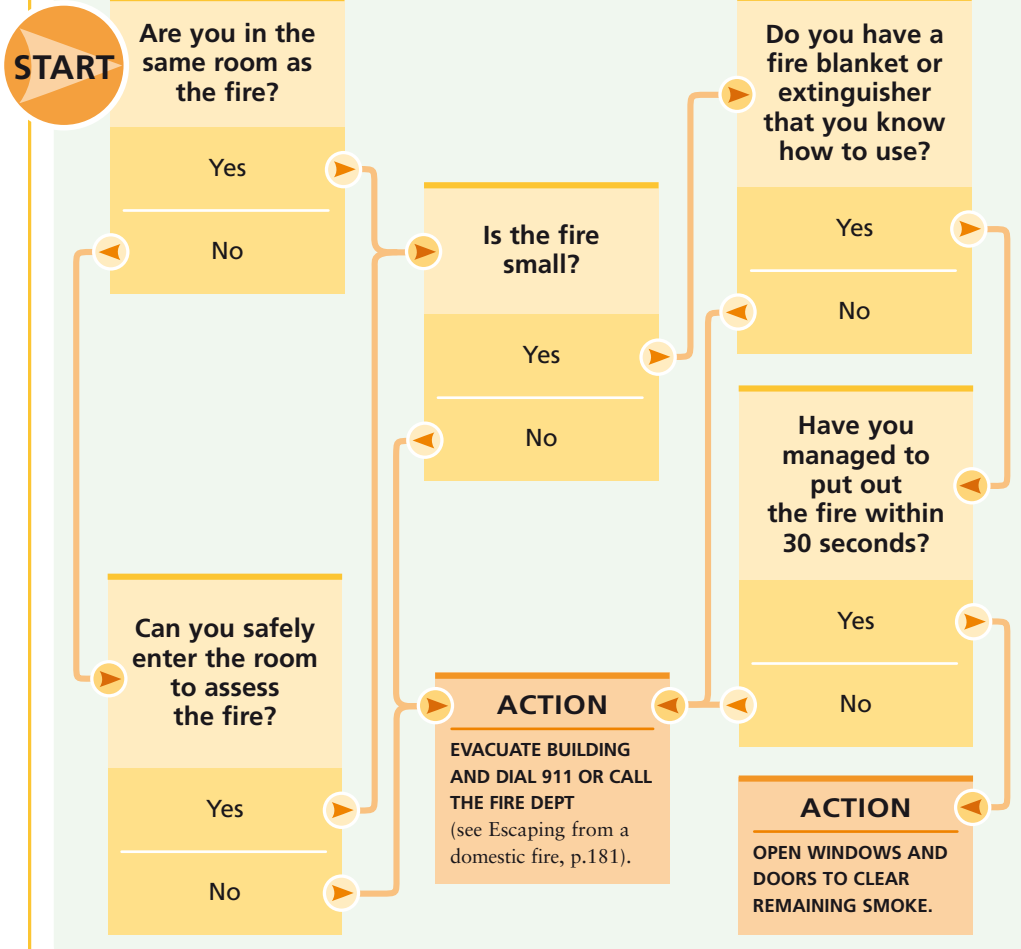 START
Are you in the
same room as
the fire?
Yes
No
Is the fire
small?
Yes
No
Do you have a
fire blanket or
extinguisher
that you know
how to use?
Yes
No
Have you
managed to
put out
the fire within
30 seconds?
Yes
No
Can you safely
enter the room
to assess
the fire?
Yes
No
ACTION
EVACUATE BUILDING
AND DIAL 911 OR CALL
THE FIRE DEPT
(see Escaping from a
domestic fire, p.181).
ACTION
OPEN WINDOWS AND
DOORS TO CLEAR
REMAINING SMOKE.